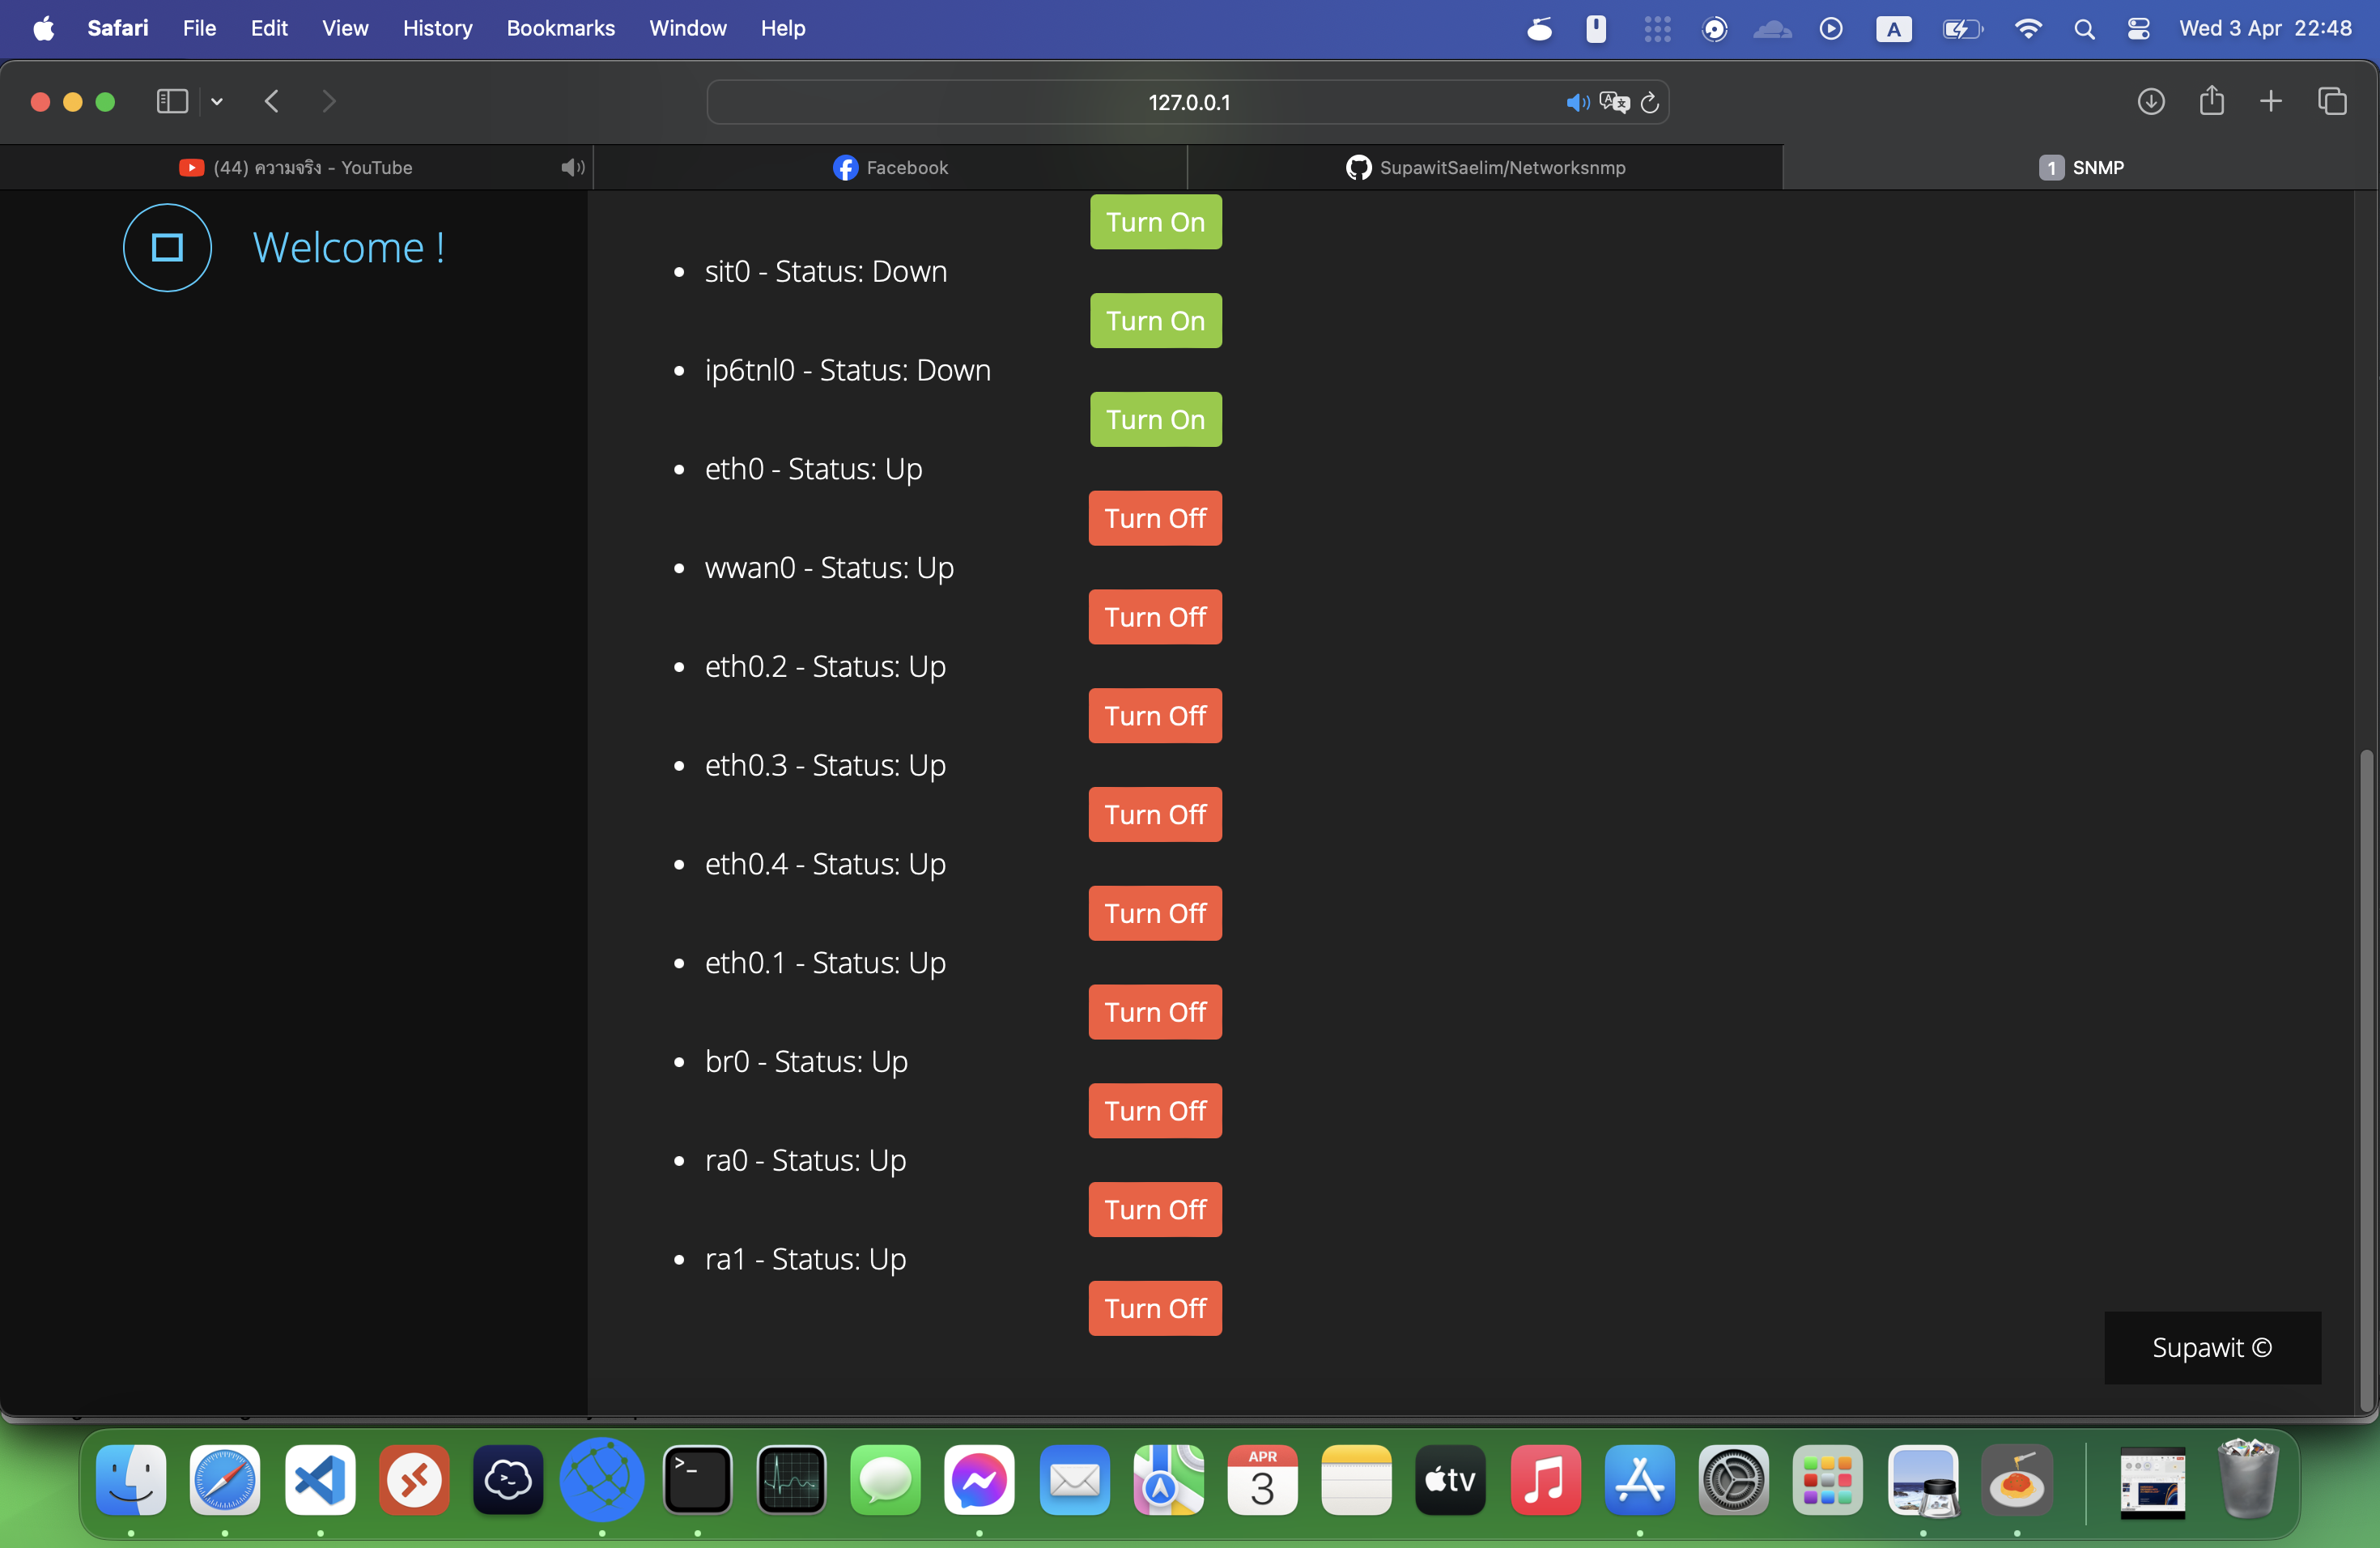 Safari File Edit View History Bookmarks Window Help A Wed 3 Apr 22:48
127.0.0.1
(44) ความจริง - YouTube
Facebook
SupawitSaelim/Networksnmp
1 SNMP
Welcome !
Turn On
sit0 - Status: Down
Turn On
ip6tnl0 - Status: Down
Turn On
eth0 - Status: Up
Turn Off
wwan0 - Status: Up
Turn Off
eth0.2 - Status: Up
Turn Off
eth0.3 - Status: Up
Turn Off
eth0.4 - Status: Up
Turn Off
eth0.1 - Status: Up
Turn Off
br0 - Status: Up
Turn Off
ra0 - Status: Up
Turn Off
ra1 - Status: Up
Turn Off
Supawit ©
APR
3
tv